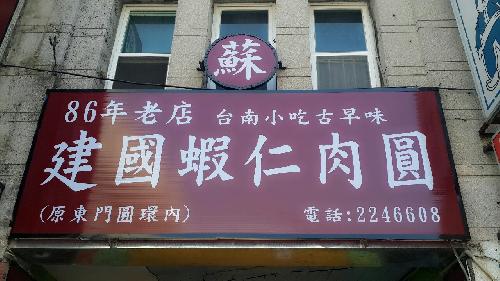 蘇
86年老店 台南小吃古早味
建國蝦仁肉圓
(原東門圓環內) 電話:2246608